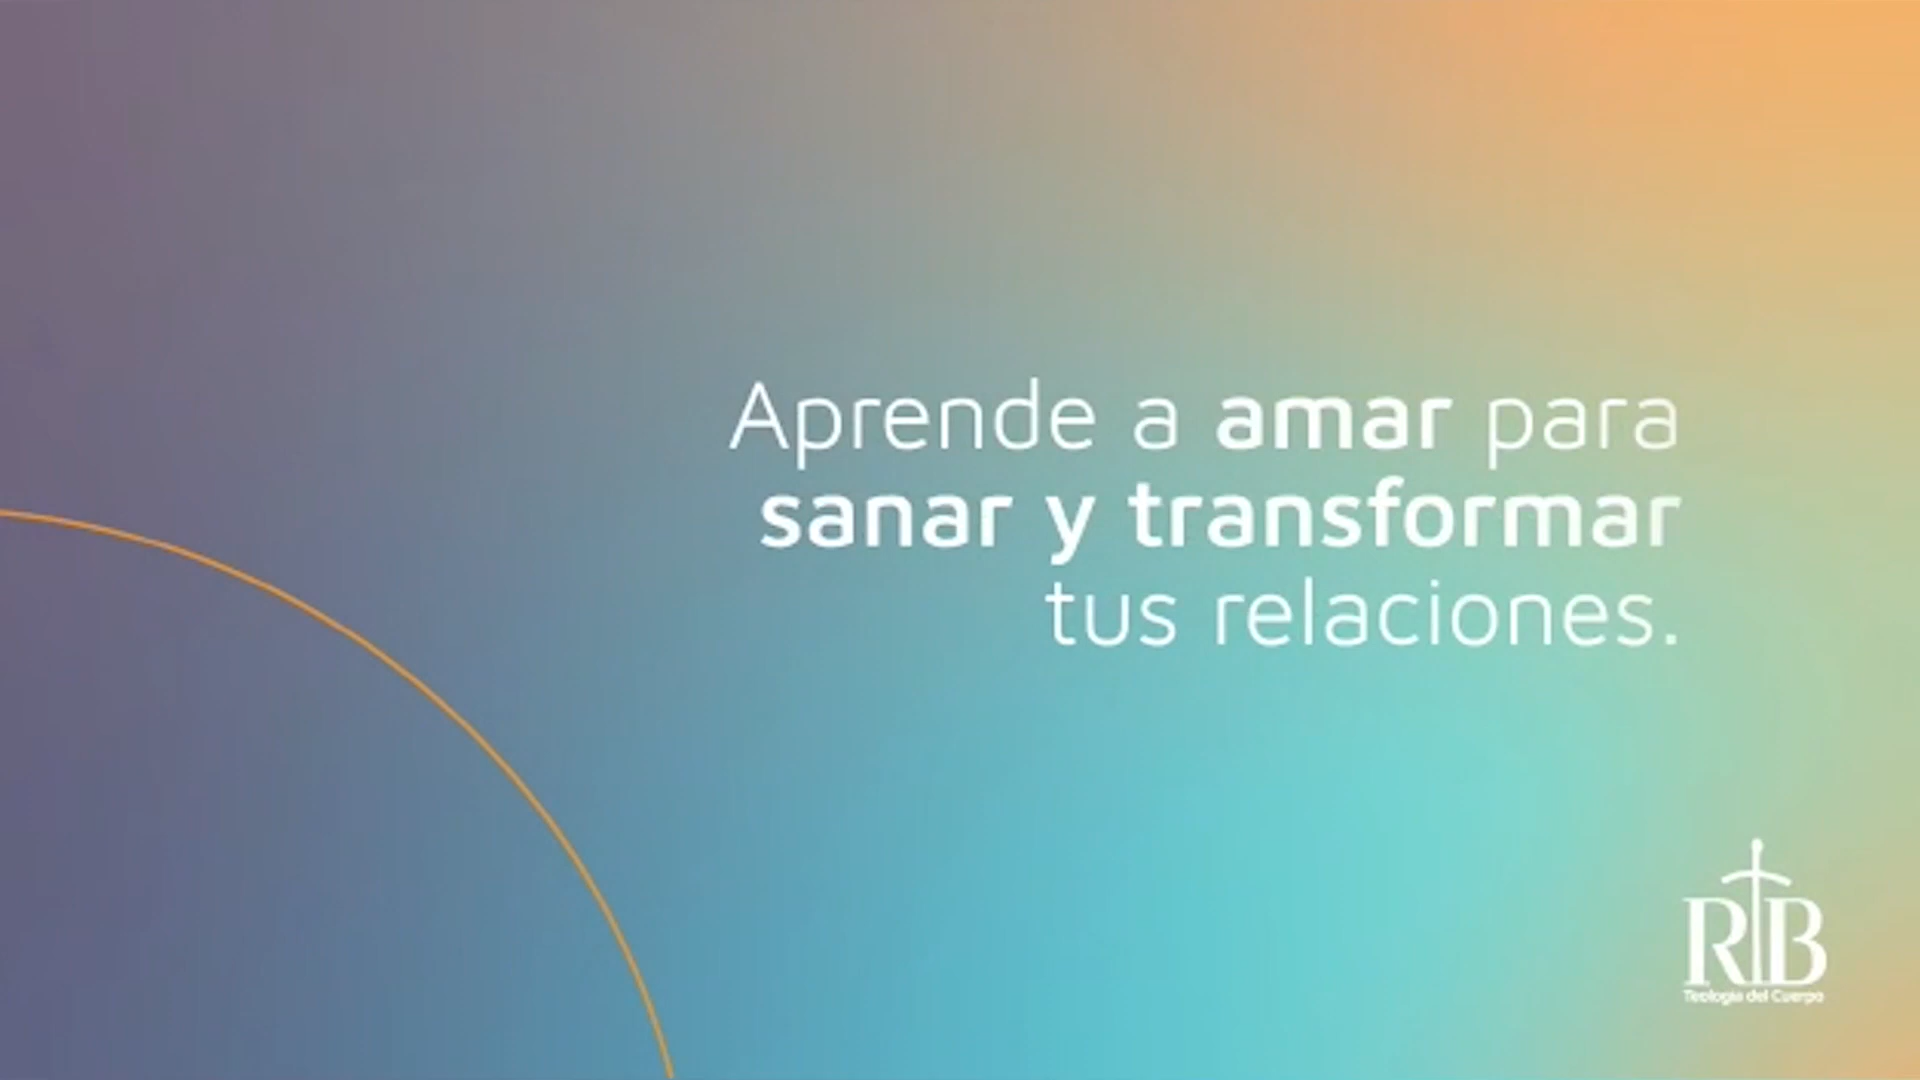 Aprende a amar para
sanar y transformar
tus relaciones.
RTB
Teología del Cuerpo